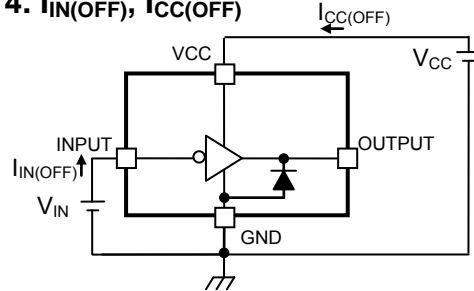 4. IIN(OFF), ICC(OFF)
ICC(OFF)
VCC
VCC
INPUT
OUTPUT
IIN(OFF)
VIN
GND